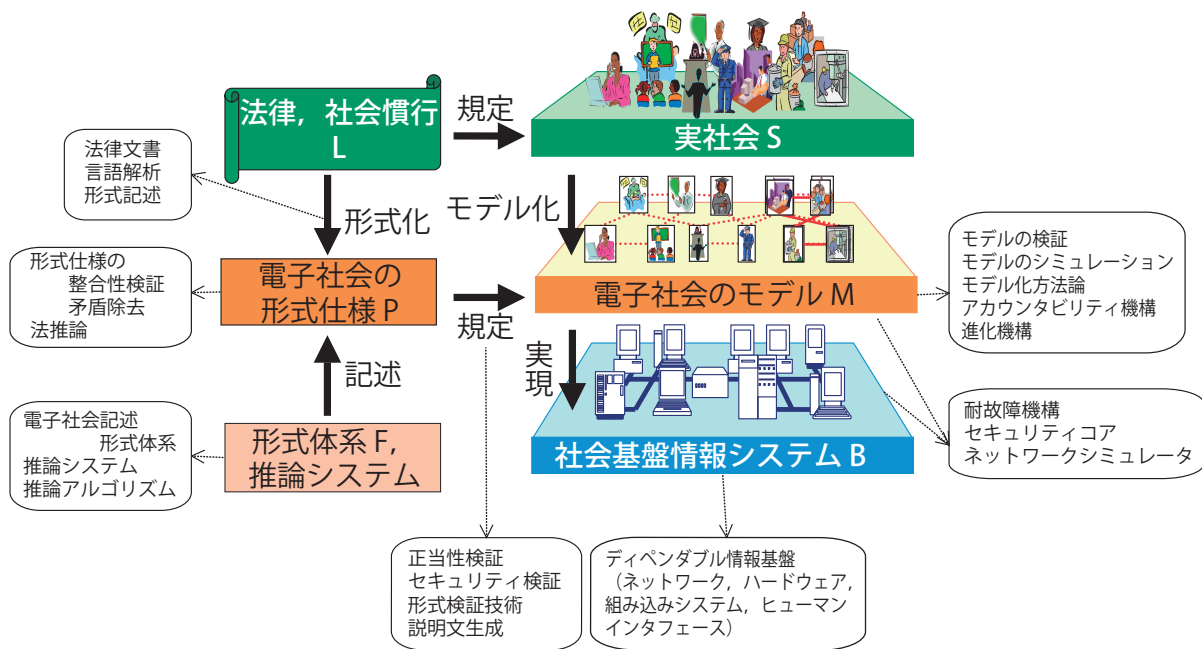 法律，社会慣行
L
規定
実社会 S
法律文書
言語解析
形式記述
形式化
モデル化
形式仕様の
整合性検証
矛盾除去
法推論
電子社会の
形式仕様 P
規定
電子社会のモデル M
モデルの検証
モデルのシミュレーション
モデル化方法論
アカウンタビリティ機構
進化機構
記述
実現
電子社会記述
形式体系
推論システム
推論アルゴリズム
形式体系 F，
推論システム
社会基盤情報システム B
耐故障機構
セキュリティコア
ネットワークシミュレータ
正当性検証
セキュリティ検証
形式検証技術
説明文生成
ディペンダブル情報基盤
（ネットワーク，ハードウェア，
組み込みシステム，ヒューマン
インタフェース）